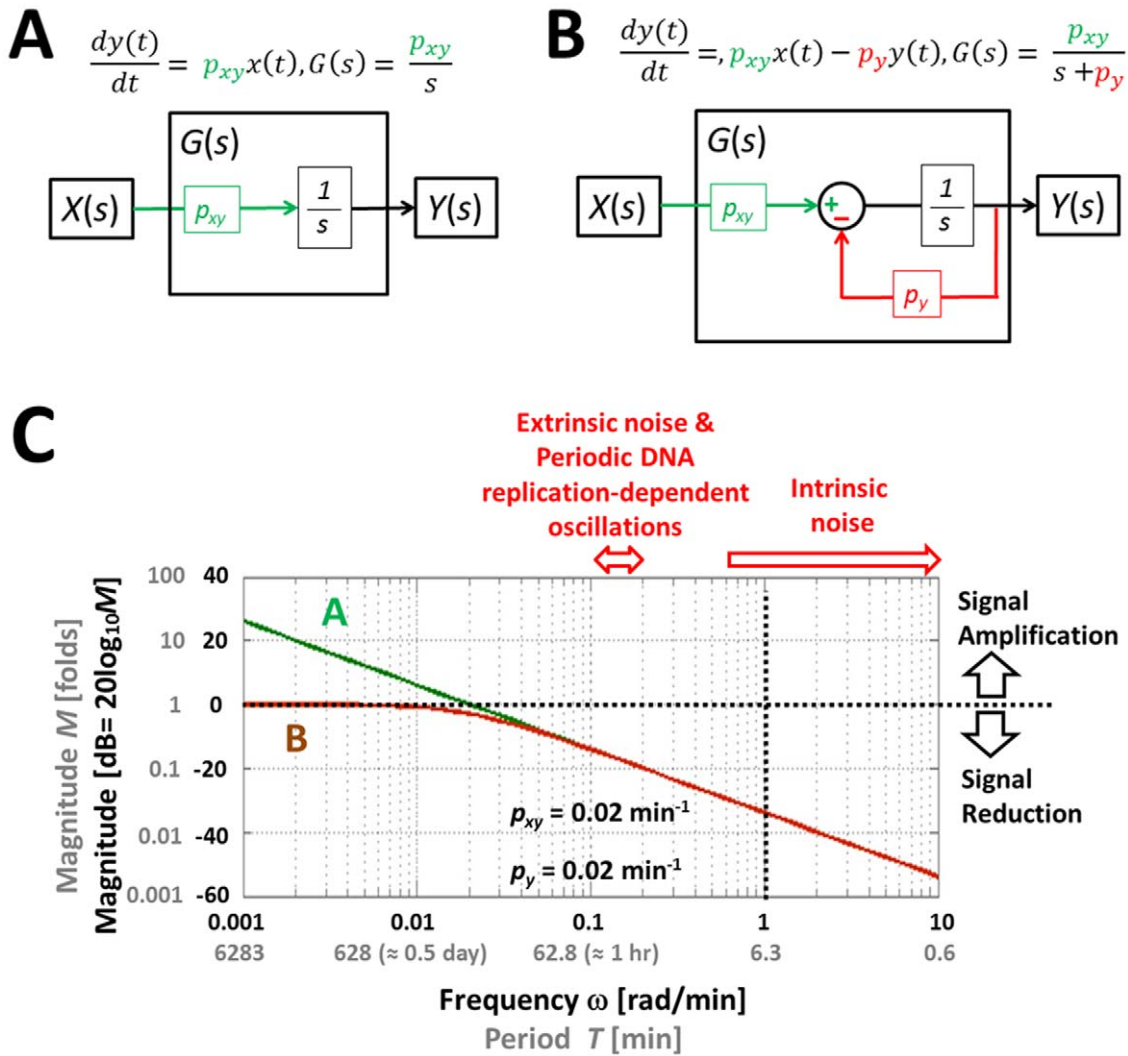 A
dy(t)/dt = p_xy x(t), G(s) = p_xy/s
G(s)
X(s)
p_xy
1/s
Y(s)
B
dy(t)/dt =, p_xy x(t) − p_y y(t), G(s) = p_xy/(s + p_y)
G(s)
X(s)
p_xy
+
−
1/s
Y(s)
p_y
C
Extrinsic noise &
Periodic DNA
replication-dependent
oscillations
Intrinsic
noise
Magnitude M [folds]
Magnitude [dB= 20log₁₀M]
100 40
10 20
1 0
0.1 -20
0.01 -40
0.001 -60
A
B
p_xy = 0.02 min⁻¹
p_y = 0.02 min⁻¹
Signal
Amplification
Signal
Reduction
0.001 0.01 0.1 1 10
6283 628 (≈ 0.5 day) 62.8 (≈ 1 hr) 6.3 0.6
Frequency ω [rad/min]
Period T [min]